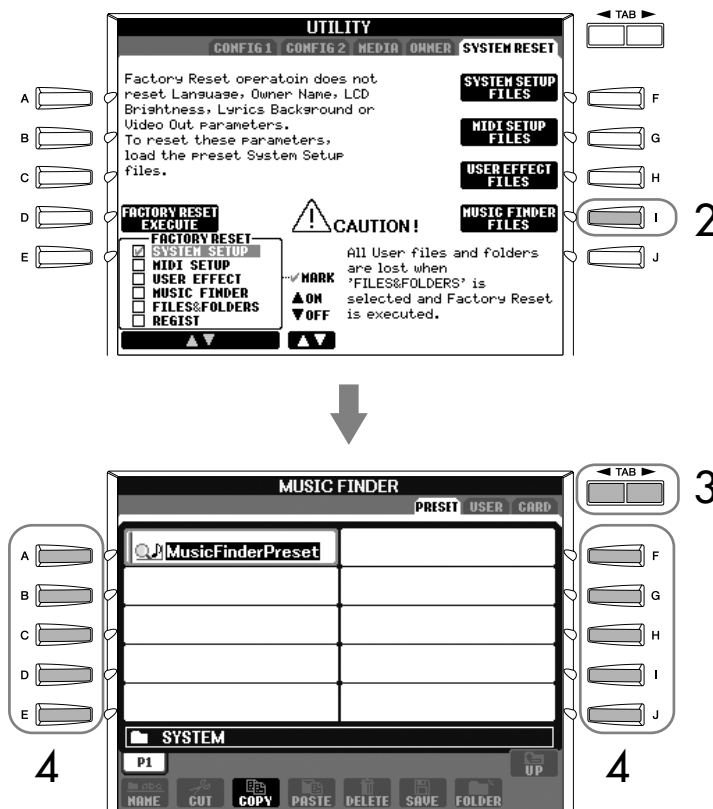 UTILITY
◄ TAB ►
CONFIG 1 CONFIG 2 MEDIA OWNER SYSTEM RESET
Factory Reset operatoin does not
reset Language, Owner Name, LCD
Brightness, Lyrics Background or
Video Out parameters.
To reset these parameters,
load the preset System Setup
files.
SYSTEM SETUP
FILES
MIDI SETUP
FILES
USER EFFECT
FILES
MUSIC FINDER
FILES
A
B
C
D
E
F
G
H
I
J
2
FACTORY RESET
EXECUTE
CAUTION !
FACTORY RESET
SYSTEM SETUP
MIDI SETUP
USER EFFECT
MUSIC FINDER
FILES&FOLDERS
REGIST
MARK
▲ON
▼OFF
All User files and folders
are lost when
'FILES&FOLDERS' is
selected and Factory Reset
is executed.
▲▼
▲▼
MUSIC FINDER
◄ TAB ►
3
PRESET USER CARD
MusicFinderPreset
A
B
C
D
E
F
G
H
I
J
SYSTEM
P1
UP
4
4
NAME CUT COPY PASTE DELETE SAVE FOLDER